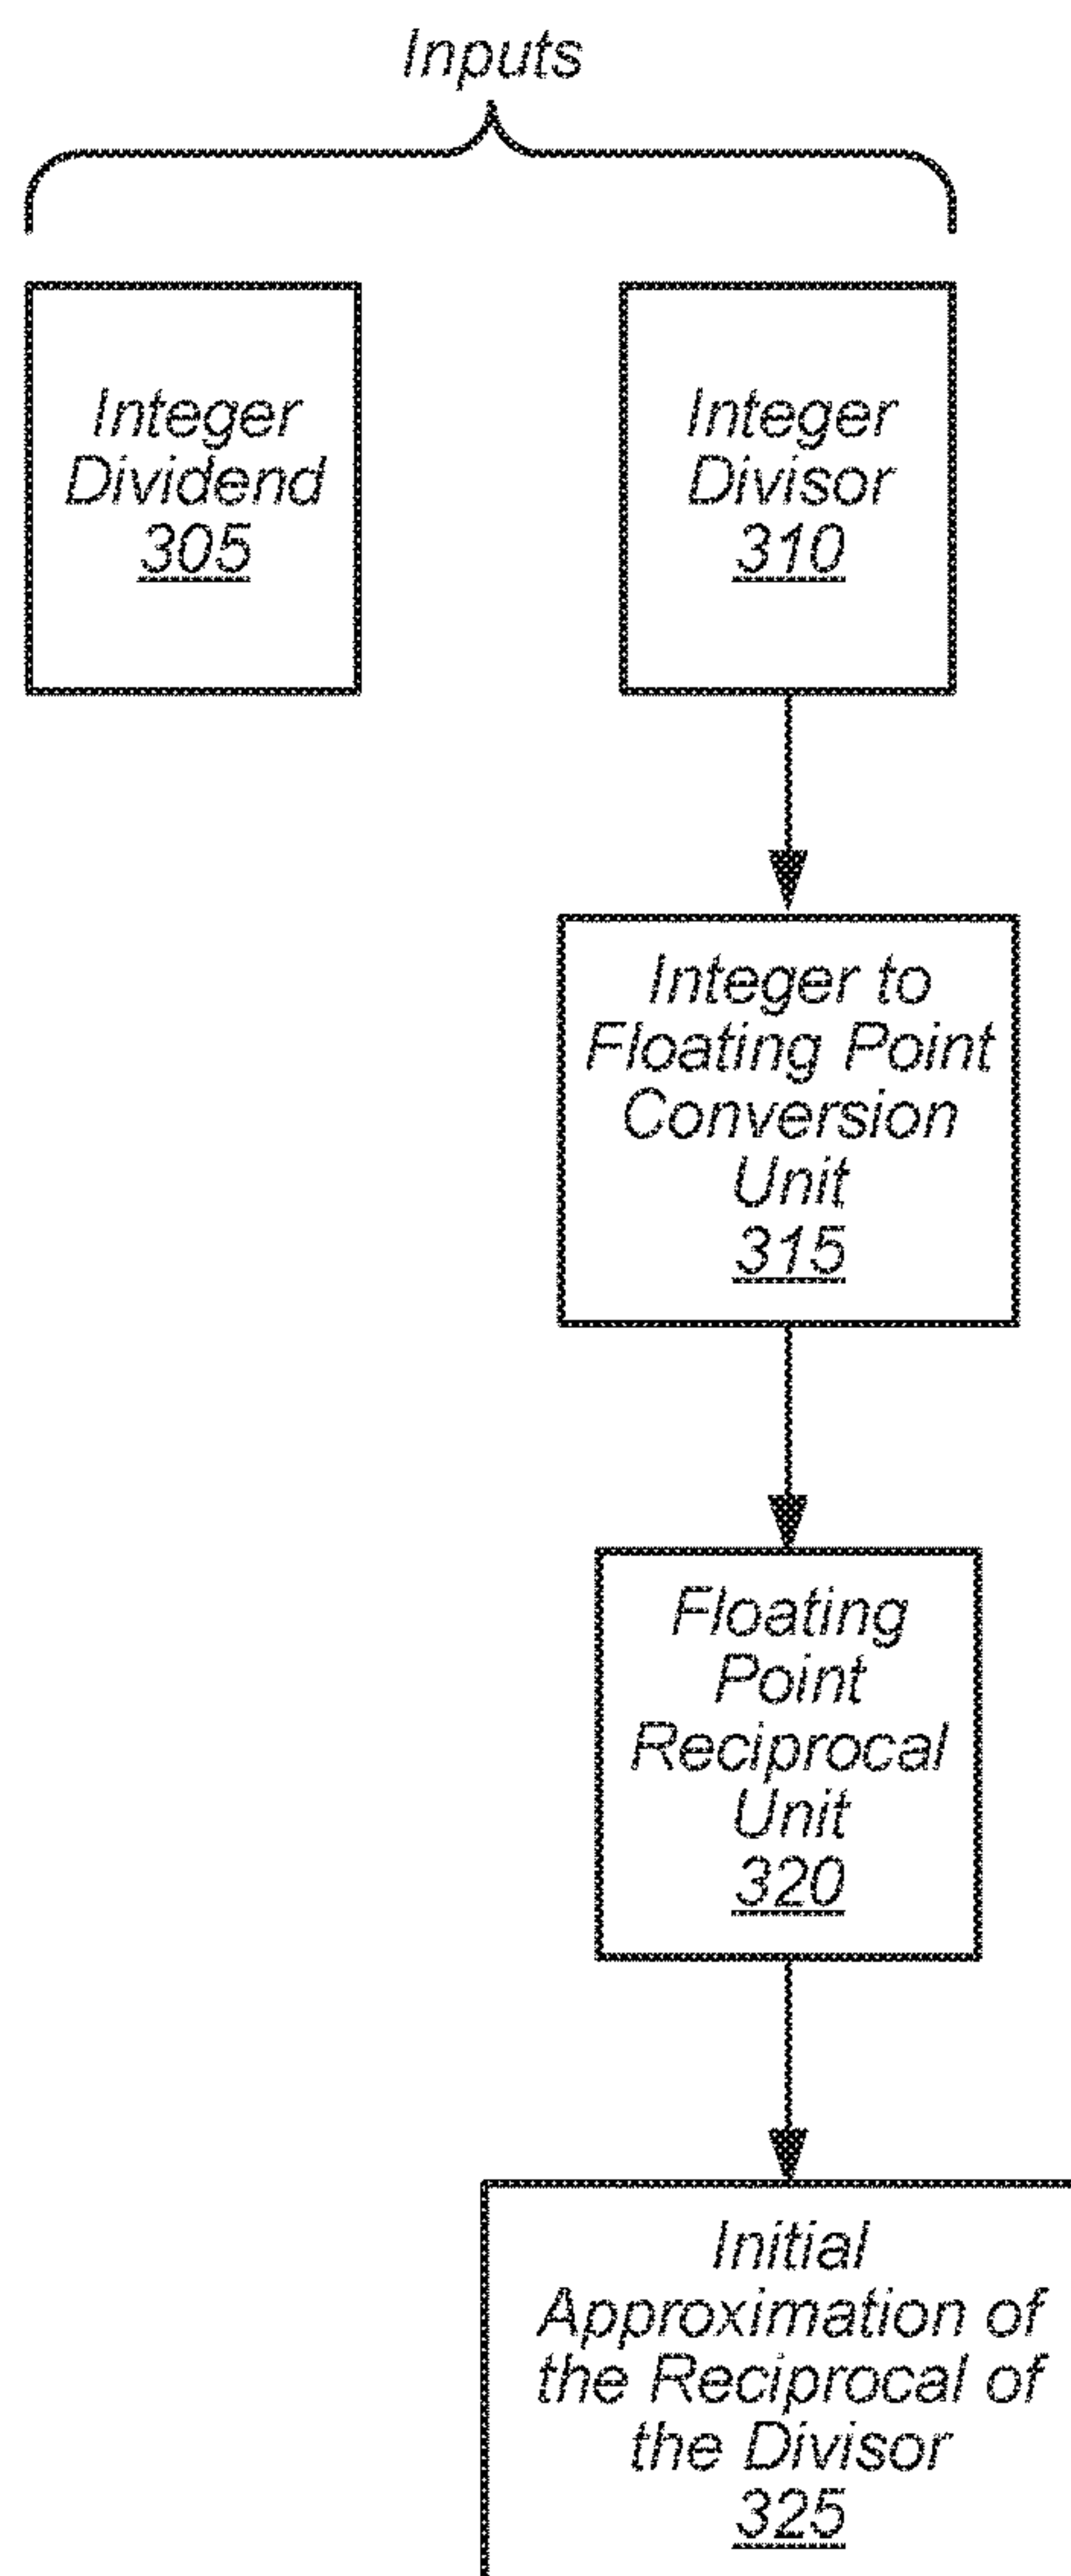 Inputs
Integer
Dividend
305
Integer
Divisor
310
Integer to
Floating Point
Conversion
Unit
315
Floating
Point
Reciprocal
Unit
320
Initial
Approximation of
the Reciprocal of
the Divisor
325